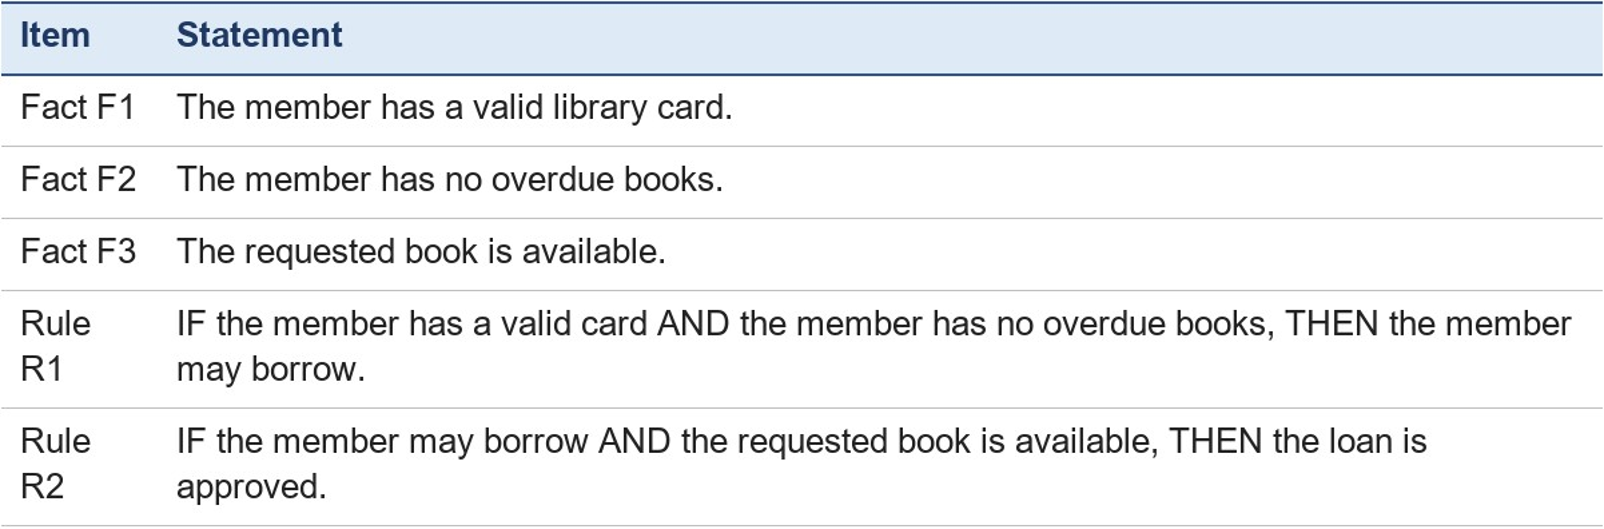 Item Statement
Fact F1 The member has a valid library card.
Fact F2 The member has no overdue books.
Fact F3 The requested book is available.
Rule R1 IF the member has a valid card AND the member has no overdue books, THEN the member
may borrow.
Rule R2 IF the member may borrow AND the requested book is available, THEN the loan is
approved.